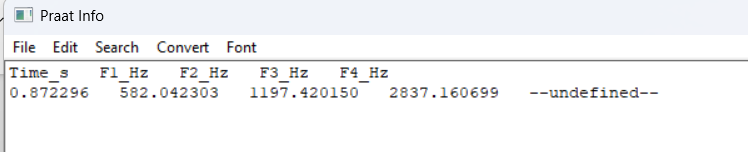 Praat Info
File Edit Search Convert Font
Time_s F1_Hz F2_Hz F3_Hz F4_Hz
0.872296 582.042303 1197.420150 2837.160699 --undefined--